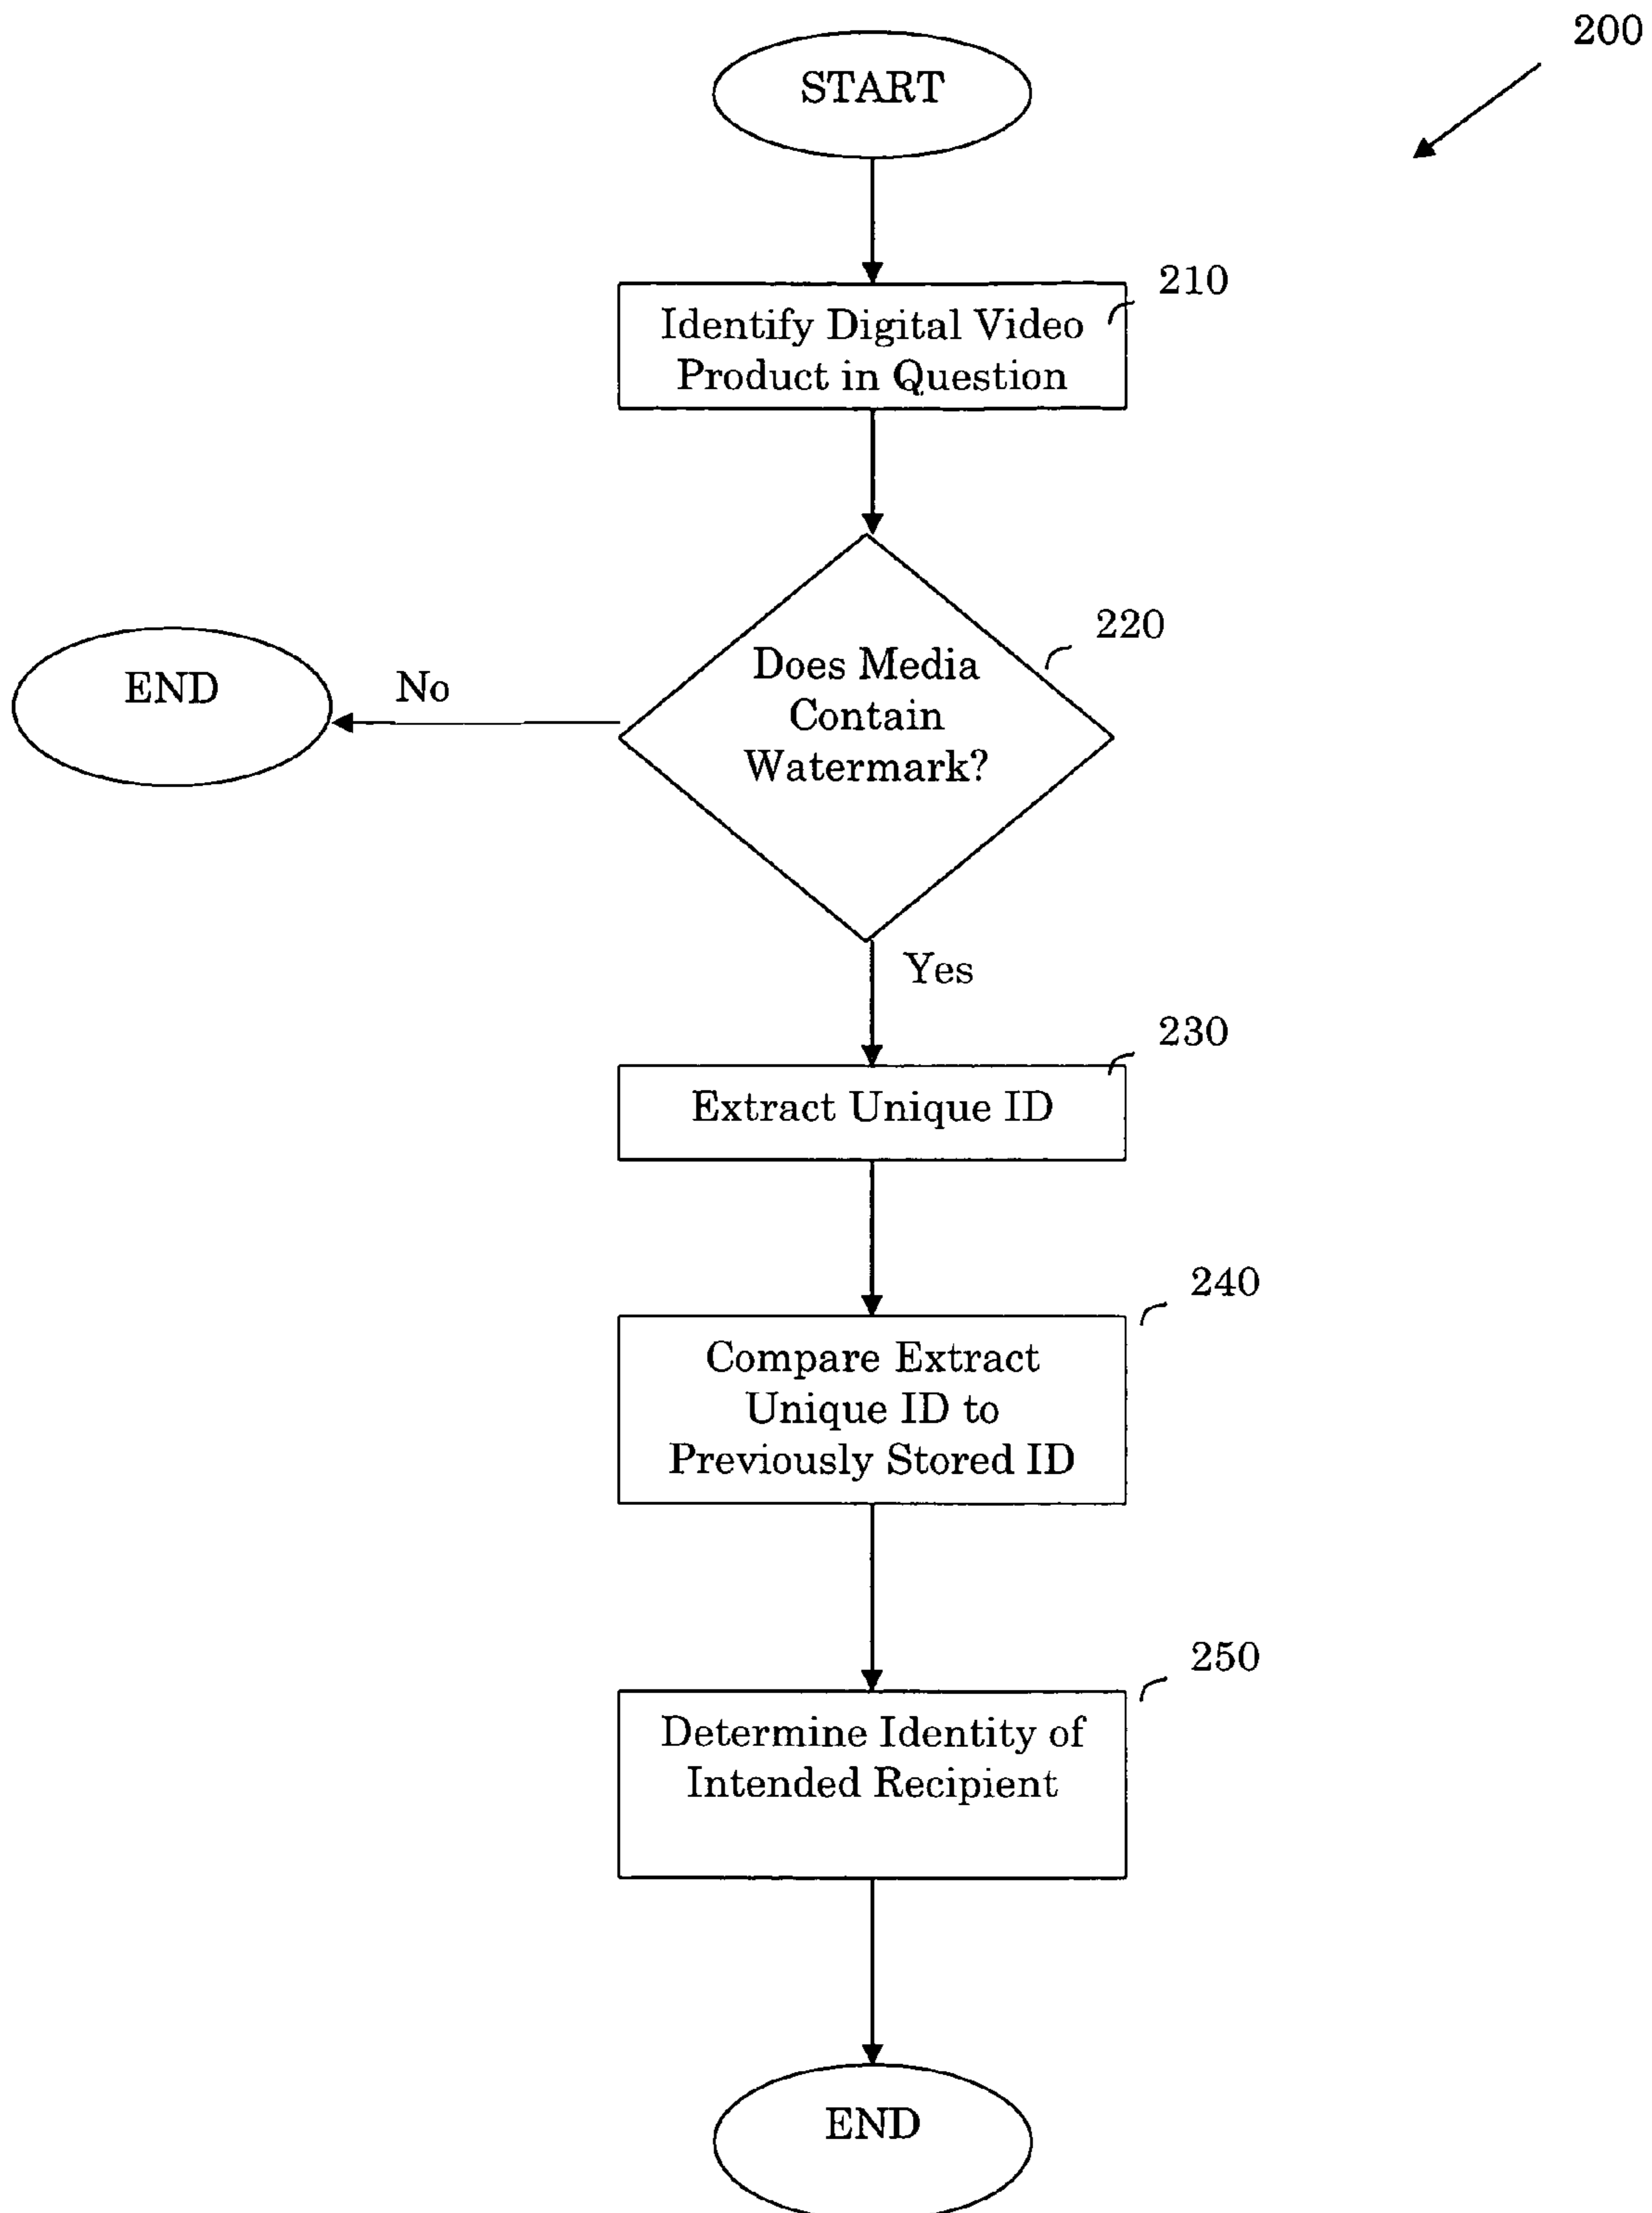 200
START
210
Identify Digital Video
Product in Question
220
Does Media
Contain
Watermark?
No
END
Yes
230
Extract Unique ID
240
Compare Extract
Unique ID to
Previously Stored ID
250
Determine Identity of
Intended Recipient
END